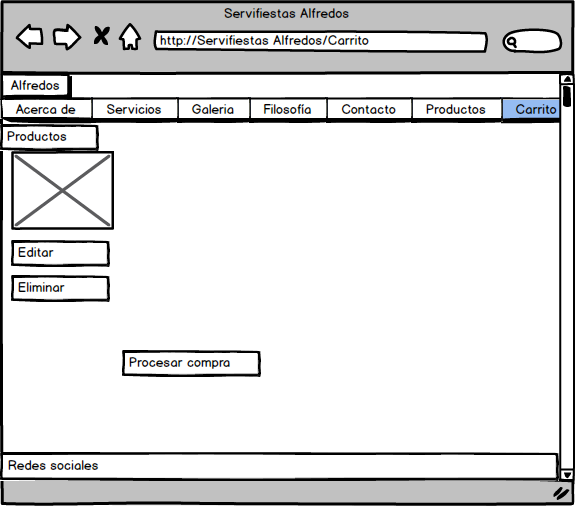 Servifiestas Alfredos
http://Servifiestas Alfredos/Carrito
Alfredos
Acerca de Servicios Galeria Filosofía Contacto Productos Carrito
Productos
Editar
Eliminar
Procesar compra
Redes sociales